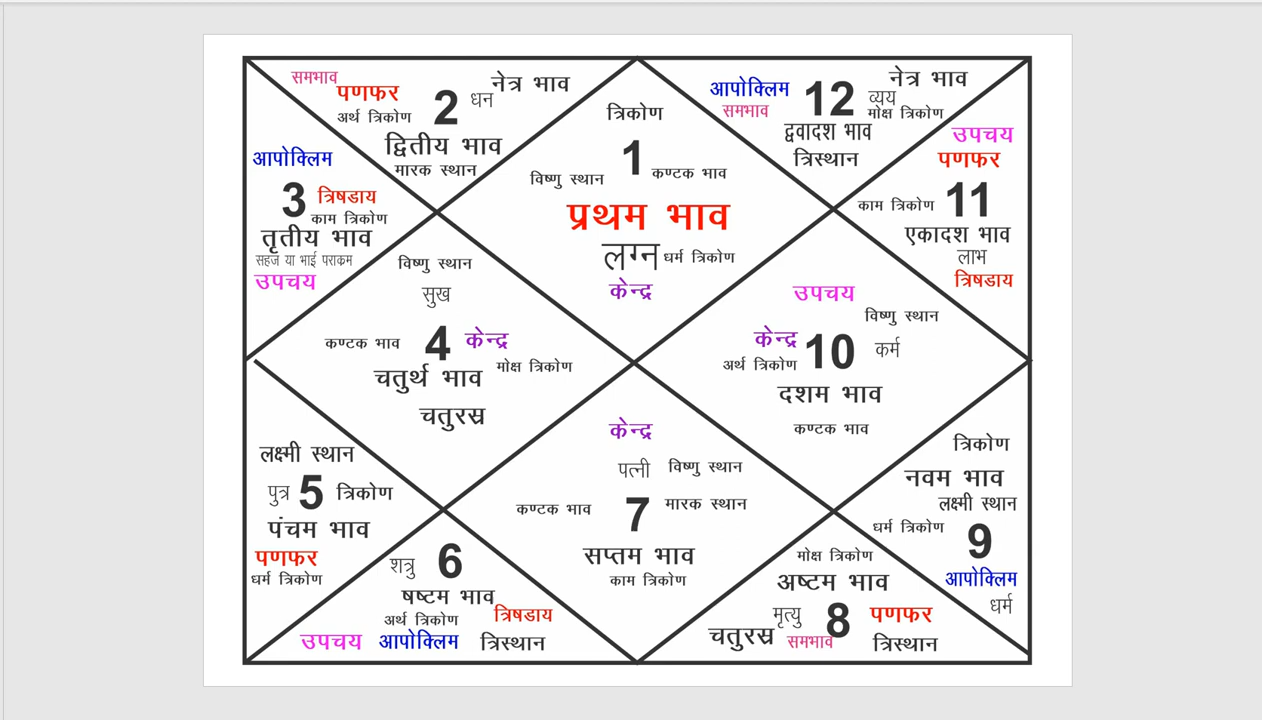 समभाव
पणफर
नेत्र भाव
2 धन
अर्थ त्रिकोण
द्वितीय भाव
मारक स्थान
त्रिकोण
1
विष्णु स्थान
कण्टक भाव
प्रथम भाव
लग्न धर्म त्रिकोण
केन्द्र
नेत्र भाव
आपोक्लिम 12 व्यय
समभाव
मोक्ष त्रिकोण
द्वादश भाव
त्रिस्थान
आपोक्लिम
3 त्रिषडाय
काम त्रिकोण
तृतीय भाव
सहज या भाई पराकम
उपचय
उपचय
पणफर
काम त्रिकोण 11
एकादश भाव
लाभ
त्रिषडाय
विष्णु स्थान
सुख
कण्टक भाव 4 केन्द्र
मोक्ष त्रिकोण
चतुर्थ भाव
चतुरस्र
उपचय
विष्णु स्थान
केन्द्र 10 कर्म
अर्थ त्रिकोण
दशम भाव
कण्टक भाव
लक्ष्मी स्थान
पुत्र 5 त्रिकोण
पंचम भाव
पणफर
धर्म त्रिकोण
केन्द्र
पत्नी विष्णु स्थान
कण्टक भाव 7 मारक स्थान
सप्तम भाव
काम त्रिकोण
त्रिकोण
नवम भाव
लक्ष्मी स्थान
धर्म त्रिकोण 9
आपोक्लिम
धर्म
शत्रु 6
षष्टम भाव
अर्थ त्रिकोण त्रिषडाय
उपचय आपोक्लिम त्रिस्थान
मोक्ष त्रिकोण
अष्टम भाव
मृत्यु 8 पणफर
चतुरस्र समभाव त्रिस्थान